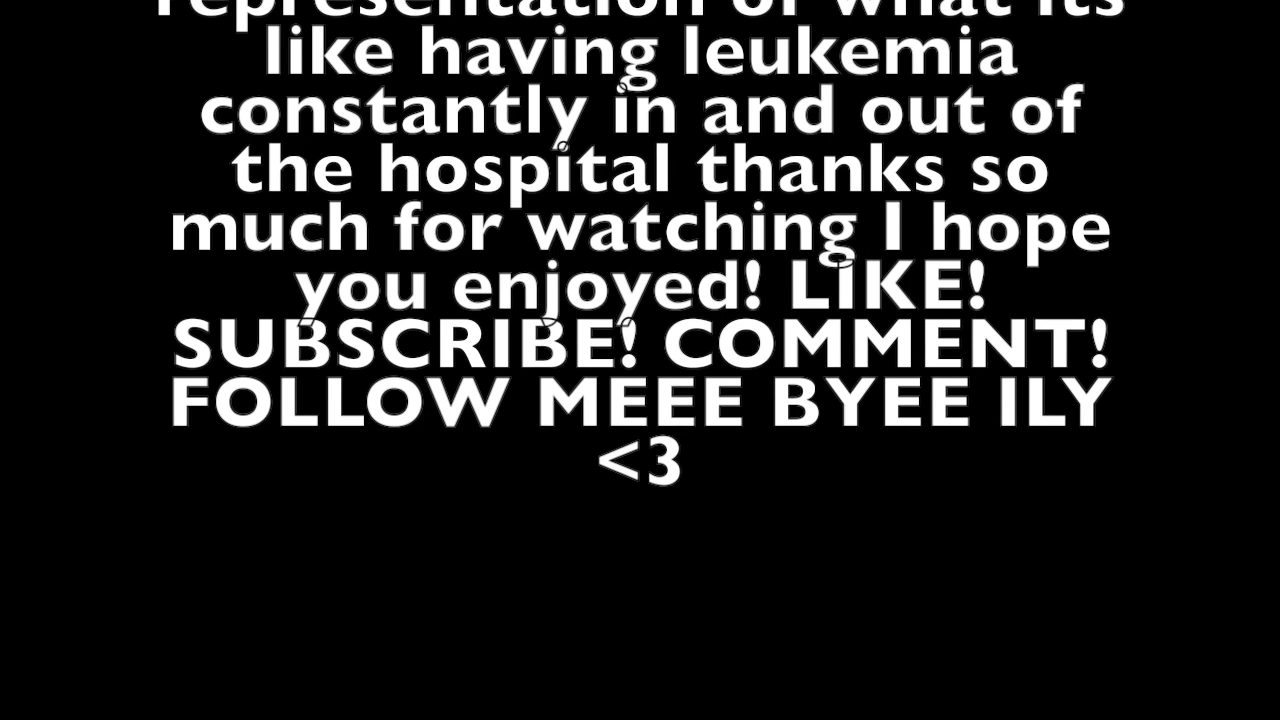 representation of what its
like having leukemia
constantly in and out of
the hospital thanks so
much for watching I hope
you enjoyed! LIKE!
SUBSCRIBE! COMMENT!
FOLLOW MEEE BYEE ILY
<3